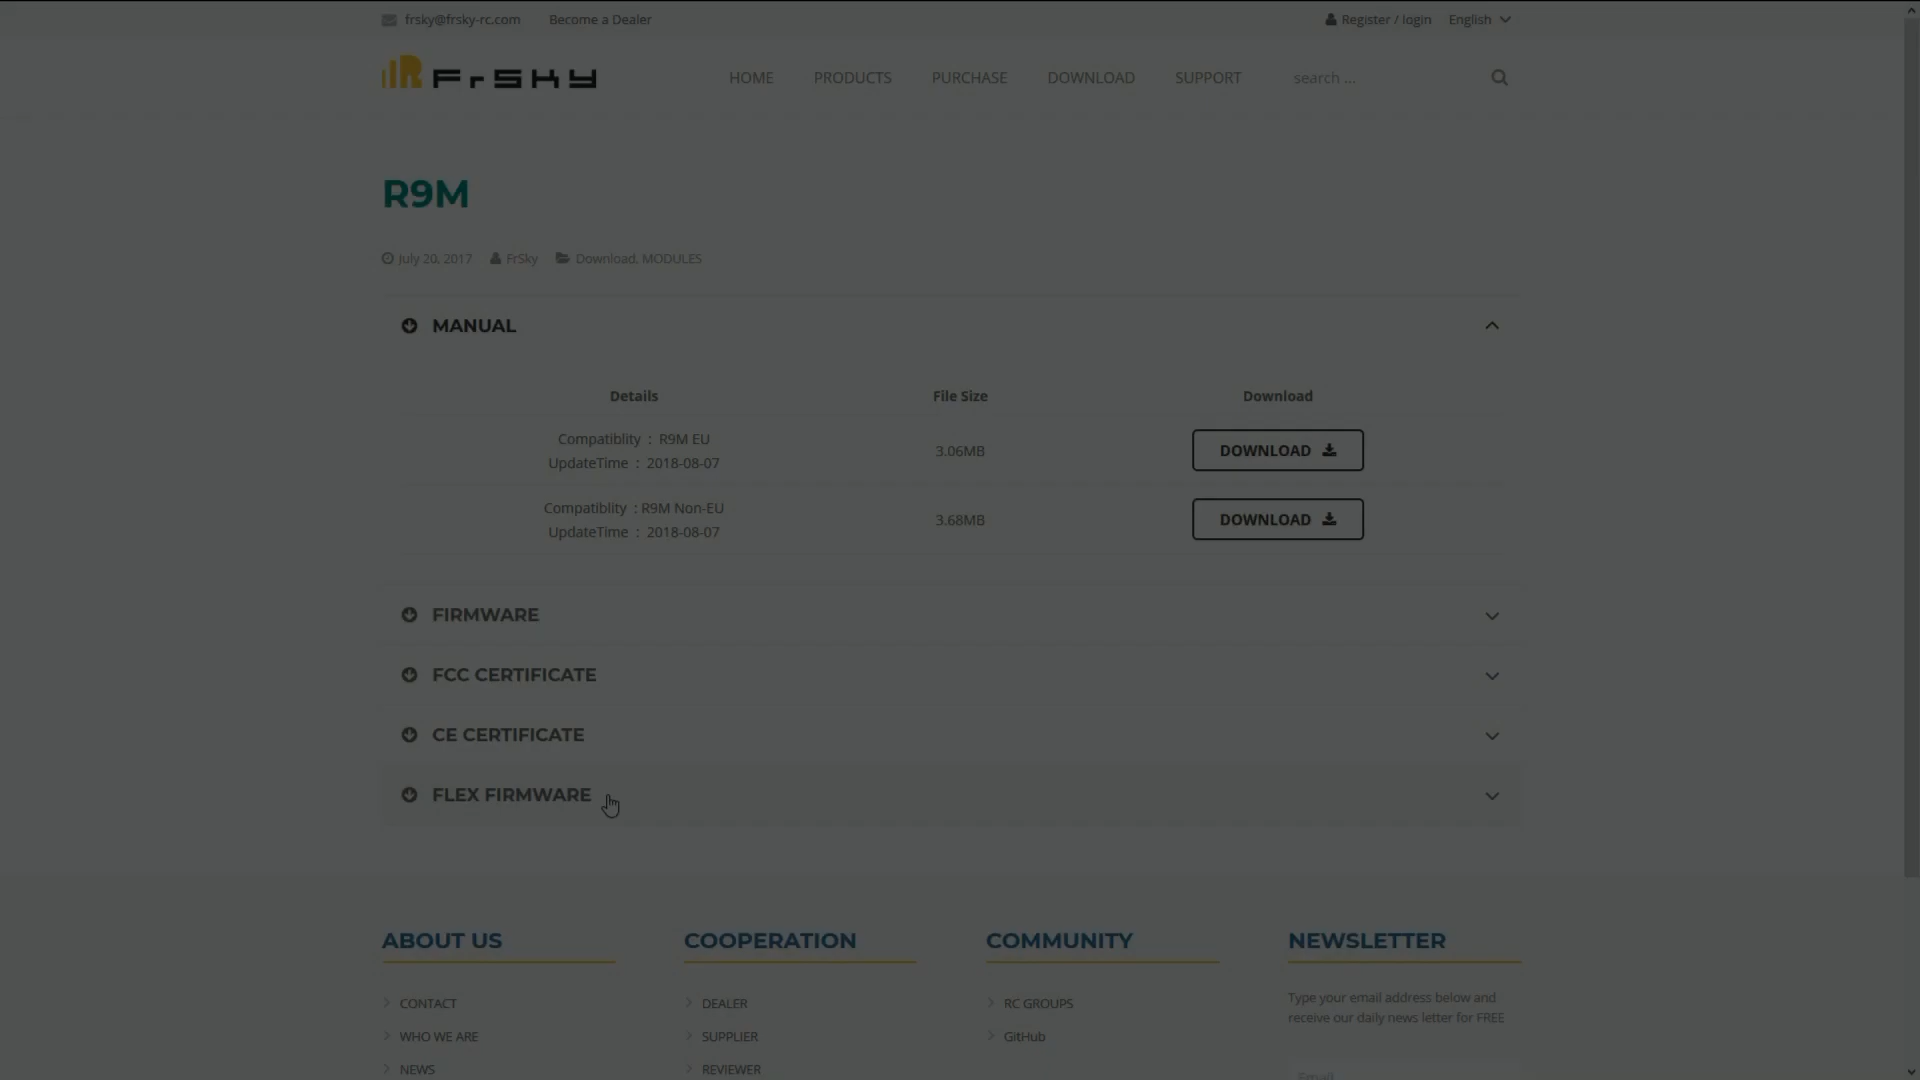 frsky@frsky-rc.com Become a Dealer Register / login English
FrSKY HOME PRODUCTS PURCHASE DOWNLOAD SUPPORT search ...
R9M
July 20, 2017 FrSky Download, MODULES
MANUAL
Details File Size Download
Compatiblity : R9M EU
UpdateTime : 2018-08-07
3.06MB
DOWNLOAD
Compatiblity : R9M Non-EU
UpdateTime : 2018-08-07
3.68MB
DOWNLOAD
FIRMWARE
FCC CERTIFICATE
CE CERTIFICATE
FLEX FIRMWARE
ABOUT US
CONTACT
WHO WE ARE
NEWS
COOPERATION
DEALER
SUPPLIER
REVIEWER
COMMUNITY
RC GROUPS
GitHub
NEWSLETTER
Type your email address below and
receive our daily news letter for FREE
Email